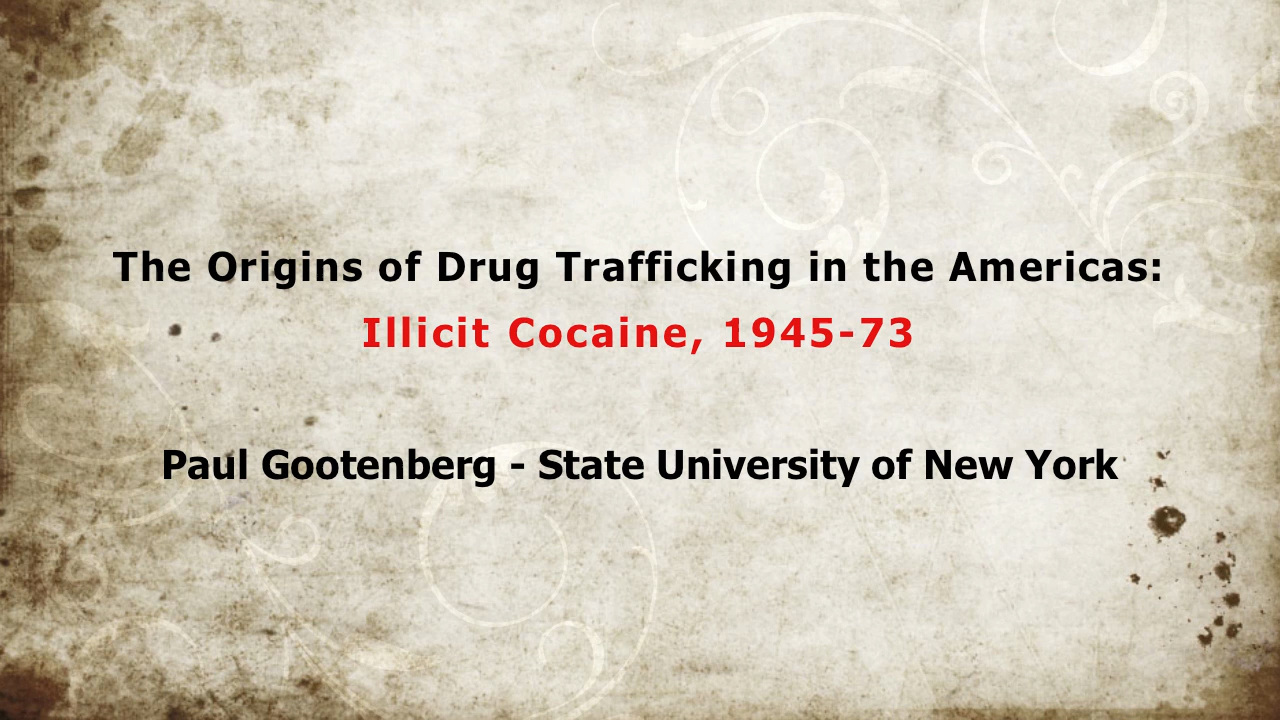 The Origins of Drug Trafficking in the Americas:
Illicit Cocaine, 1945-73
Paul Gootenberg - State University of New York